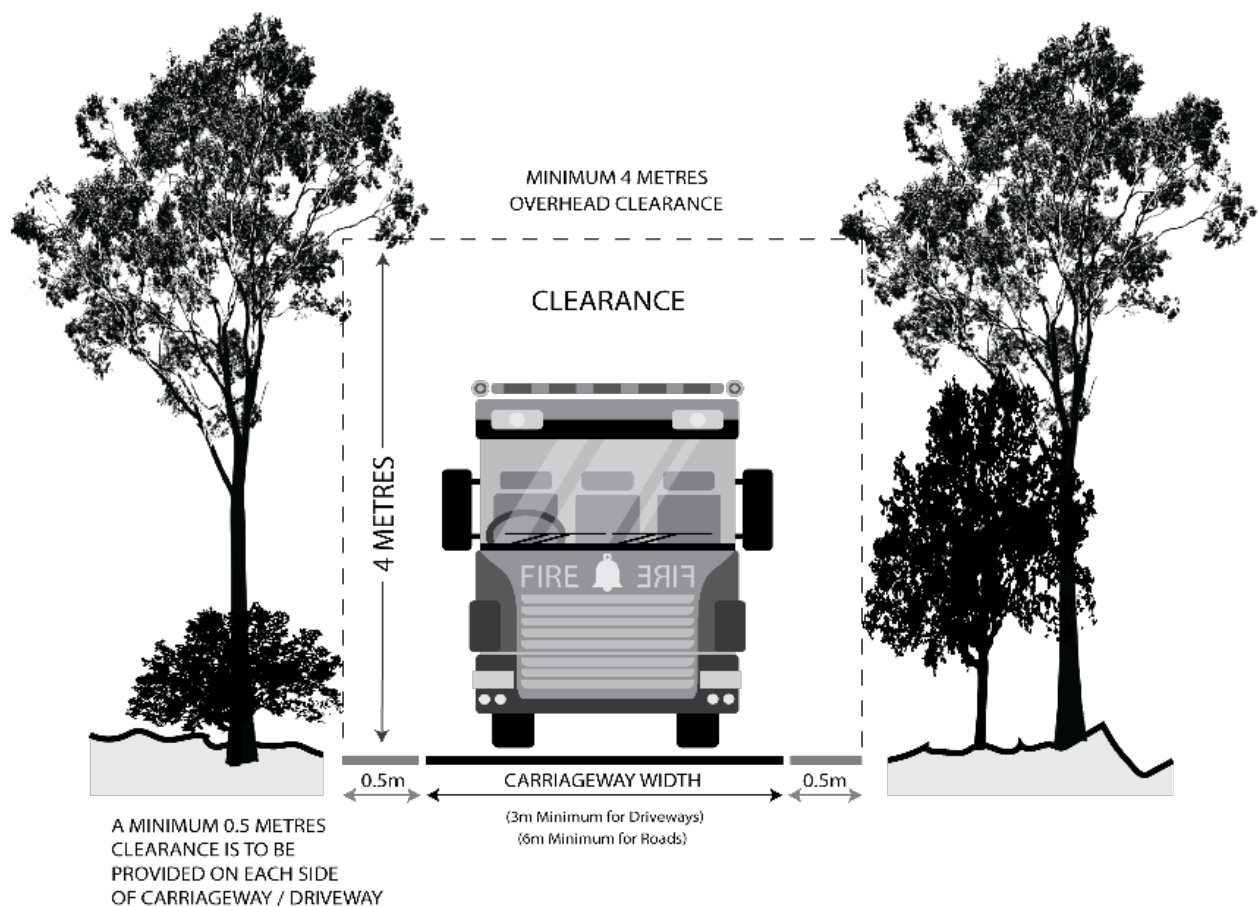 MINIMUM 4 METRES
OVERHEAD CLEARANCE
CLEARANCE
4 METRES
FIRE FIRE
0.5m CARRIAGEWAY WIDTH 0.5m
(3m Minimum for Driveways)
(6m Minimum for Roads)
A MINIMUM 0.5 METRES
CLEARANCE IS TO BE
PROVIDED ON EACH SIDE
OF CARRIAGEWAY / DRIVEWAY